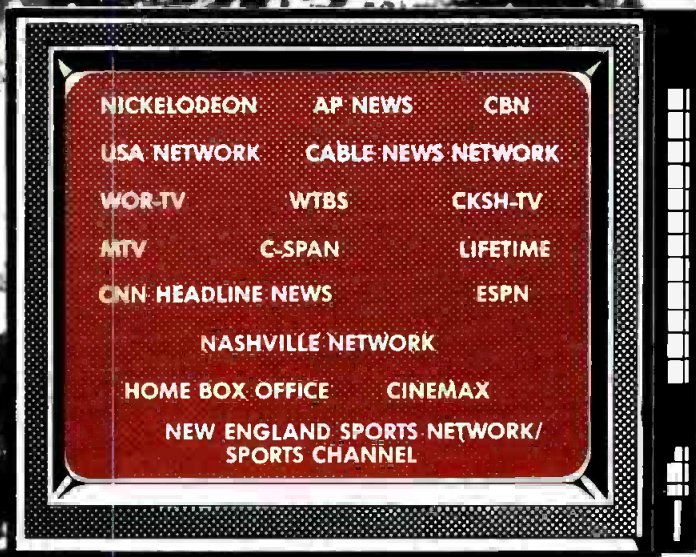 NICKELODEON AP NEWS CBN
USA NETWORK CABLE NEWS NETWORK
WOR-TV WTBS CKSH-TV
MTV C-SPAN LIFETIME
CNN HEADLINE NEWS ESPN
NASHVILLE NETWORK
HOME BOX OFFICE CINEMAX
NEW ENGLAND SPORTS NETWORK/
SPORTS CHANNEL